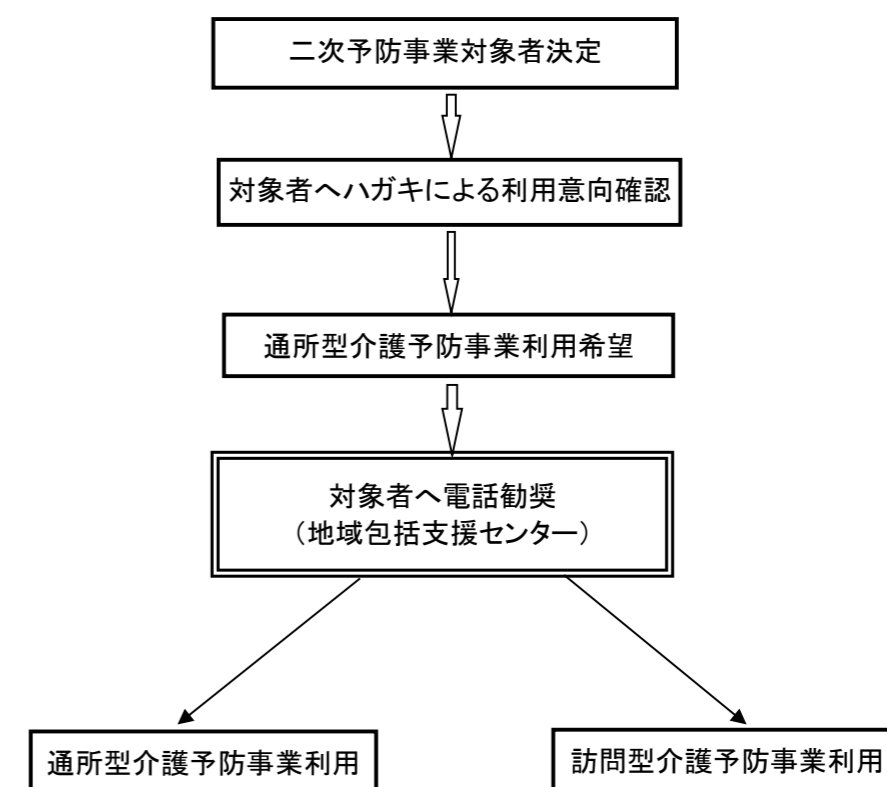 二次予防事業対象者決定
対象者へハガキによる利用意向確認
通所型介護予防事業利用希望
対象者へ電話勧奨
（地域包括支援センター）
通所型介護予防事業利用
訪問型介護予防事業利用